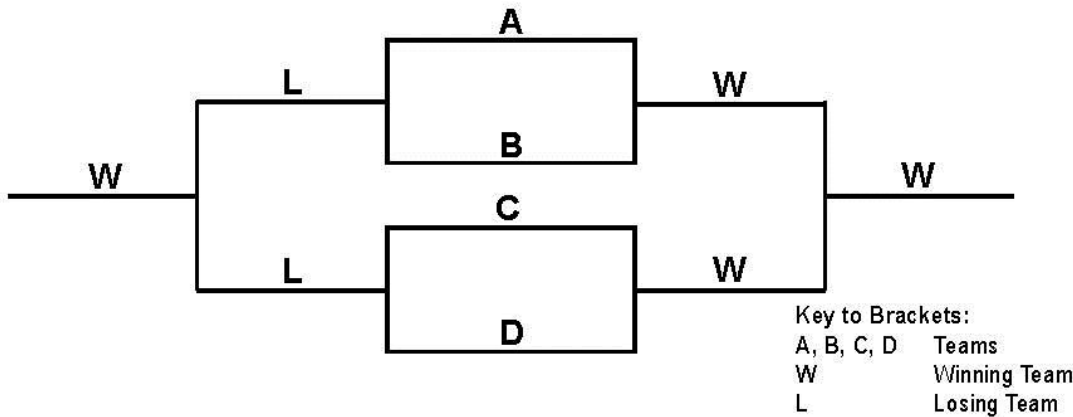 A
L
W
B
W
W
C
L
W
D
Key to Brackets:
A, B, C, D Teams
W Winning Team
L Losing Team